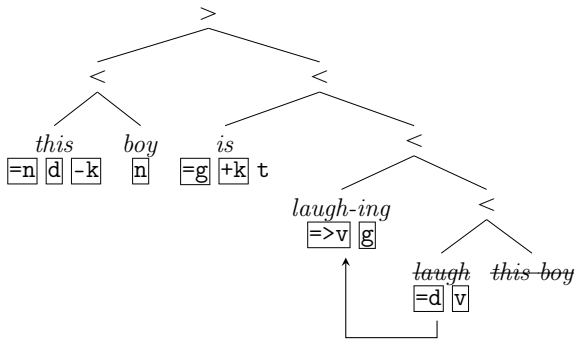 >
< <
this boy is <
=n d -k n =g +k t
laugh-ing <
=>v g
laugh this boy
=d v